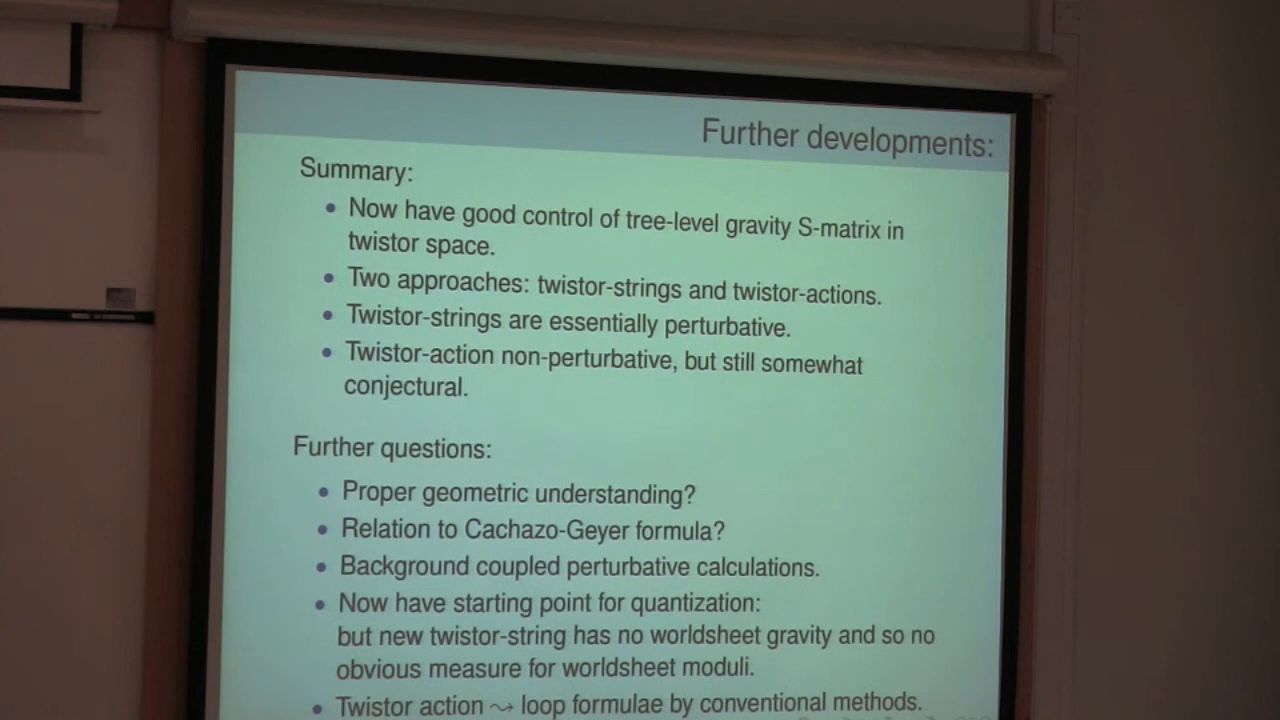 Further developments:
Summary:
• Now have good control of tree-level gravity S-matrix in
twistor space.
• Two approaches: twistor-strings and twistor-actions.
• Twistor-strings are essentially perturbative.
• Twistor-action non-perturbative, but still somewhat
conjectural.
Further questions:
• Proper geometric understanding?
• Relation to Cachazo-Geyer formula?
• Background coupled perturbative calculations.
• Now have starting point for quantization:
but new twistor-string has no worldsheet gravity and so no
obvious measure for worldsheet moduli.
• Twistor action ⤳ loop formulae by conventional methods.